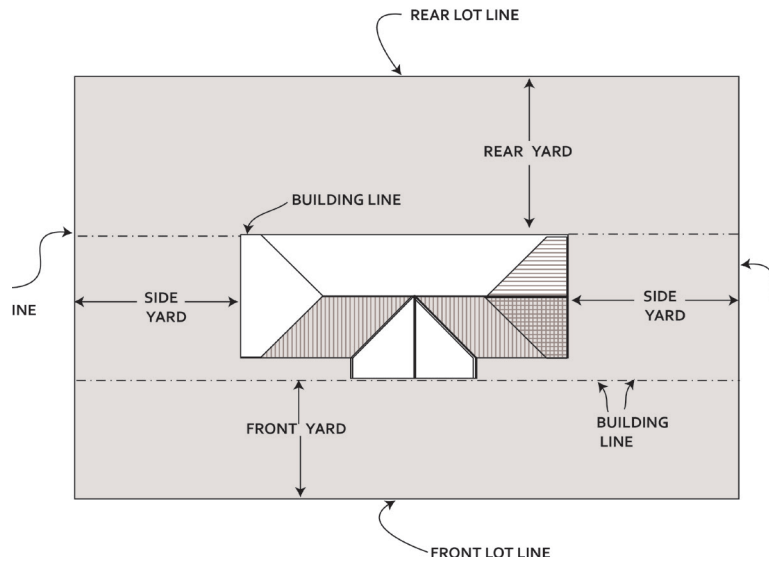 REAR LOT LINE
REAR YARD
BUILDING LINE
INE
SIDE
YARD
SIDE
YARD
BUILDING
LINE
FRONT YARD
FRONT LOT LINE